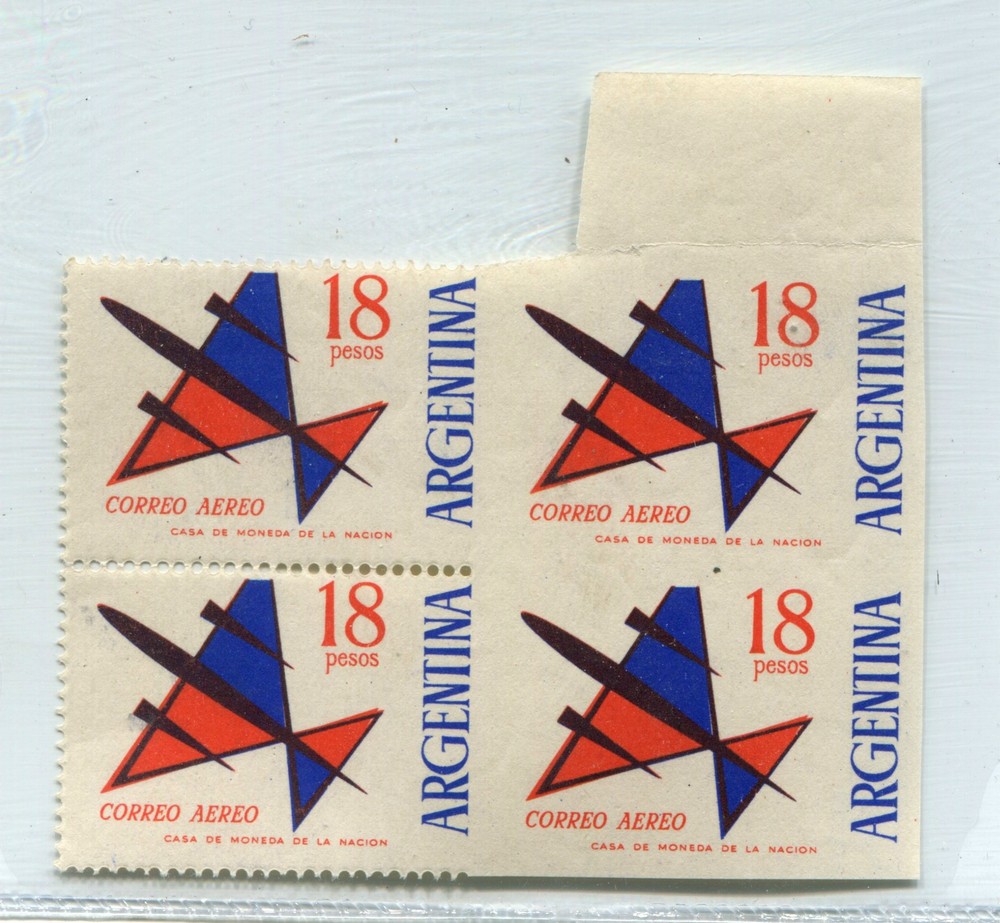 18
pesos
ARGENTINA
CORREO AEREO
CASA DE MONEDA DE LA NACION
18
pesos
ARGENTINA
CORREO AEREO
CASA DE MONEDA DE LA NACION
18
pesos
ARGENTINA
CORREO AEREO
CASA DE MONEDA DE LA NACION
18
pesos
ARGENTINA
CORREO AEREO
CASA DE MONEDA DE LA NACION